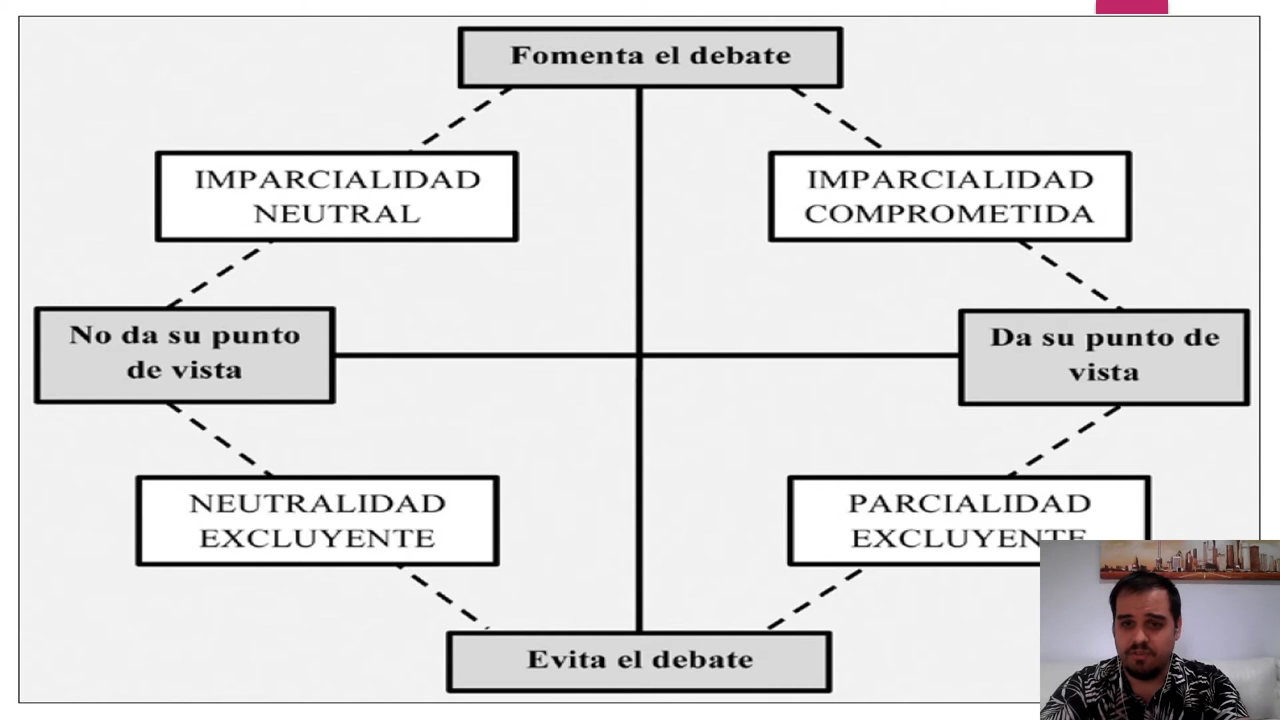 Fomenta el debate
IMPARCIALIDAD
NEUTRAL
IMPARCIALIDAD
COMPROMETIDA
No da su punto
de vista
Da su punto de
vista
NEUTRALIDAD
EXCLUYENTE
PARCIALIDAD
EXCLUYENTE
Evita el debate